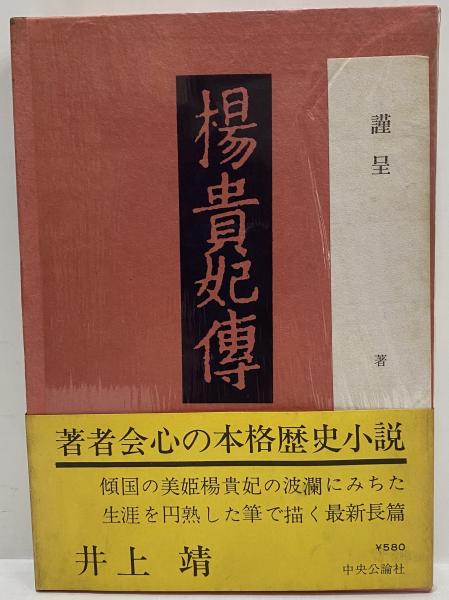 謹呈
著
楊貴妃傳
著者会心の本格歴史小説
傾国の美姫楊貴妃の波瀾にみちた
生涯を円熟した筆で描く最新長篇
井上 靖
¥580
中央公論社